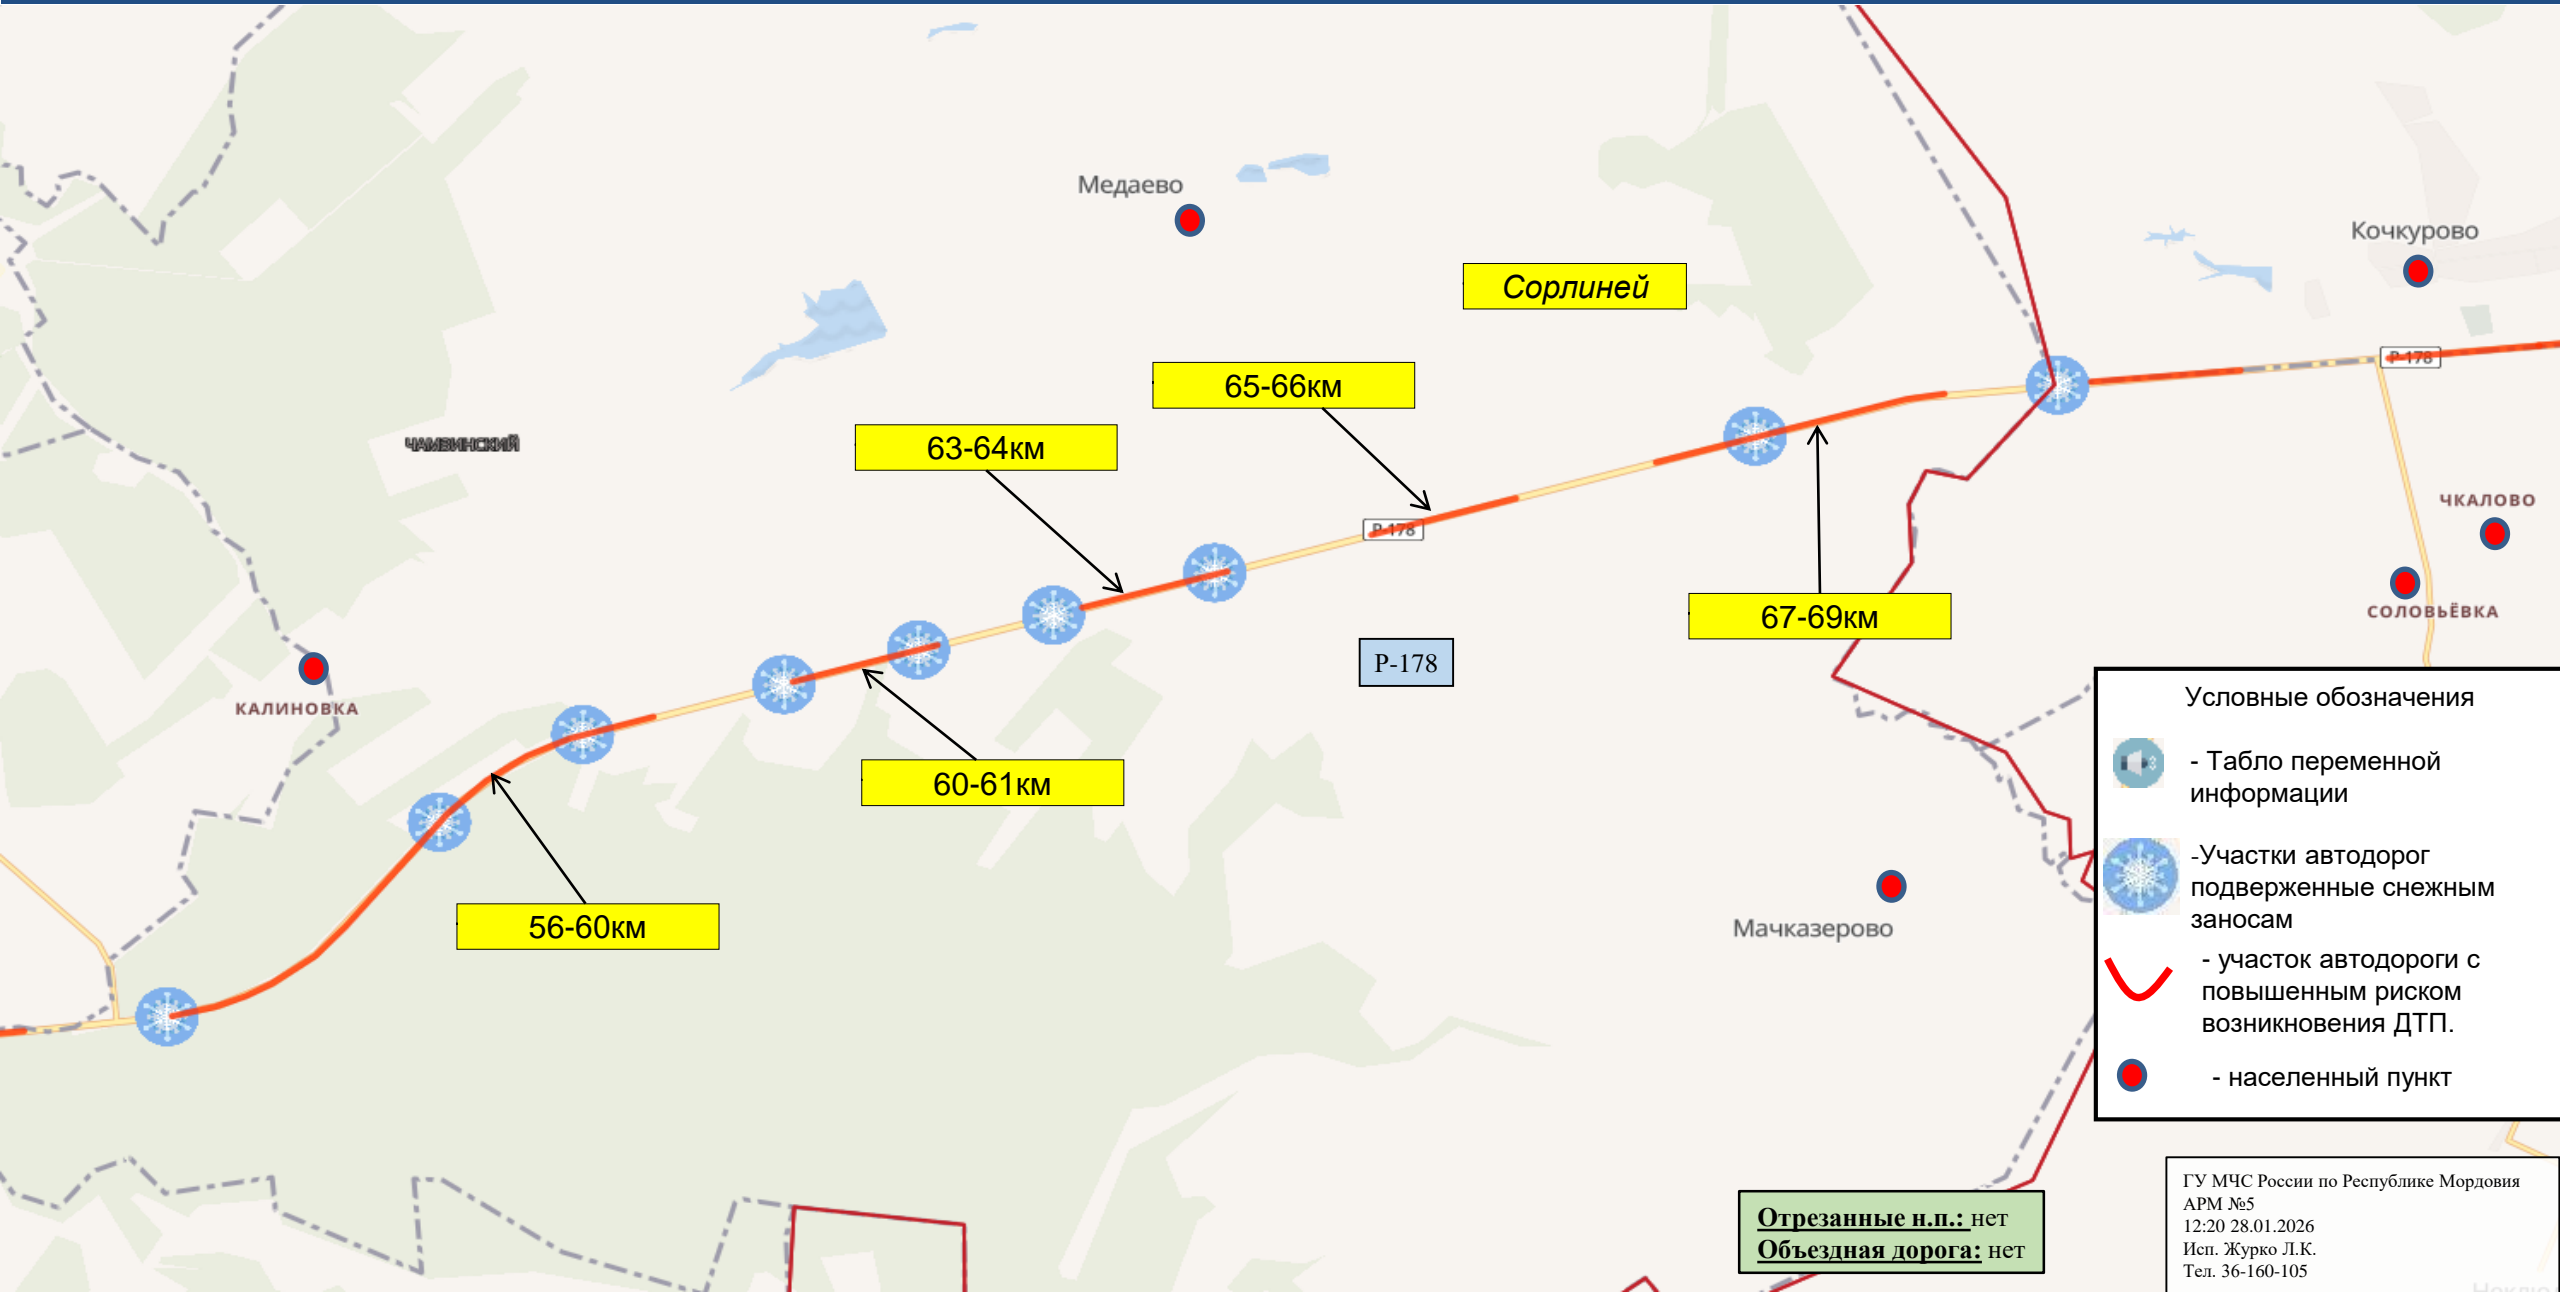 Медаево
Кочкурово
Сорлиней
Р-178
65-66км
63-64км
ЧАМЗИНСКИЙ
ЧКАЛОВО
Р-178
67-69км
СОЛОВЬЁВКА
Р-178
КАЛИНОВКА
60-61км
56-60км
Мачказерово
Условные обозначения
- Табло переменной
информации
-Участки автодорог
подверженные снежным
заносам
- участок автодороги с
повышенным риском
возникновения ДТП.
- населенный пункт
Отрезанные н.п.: нет
Объездная дорога: нет
ГУ МЧС России по Республике Мордовия
АРМ №5
12:20 28.01.2026
Исп. Журко Л.К.
Тел. 36-160-105